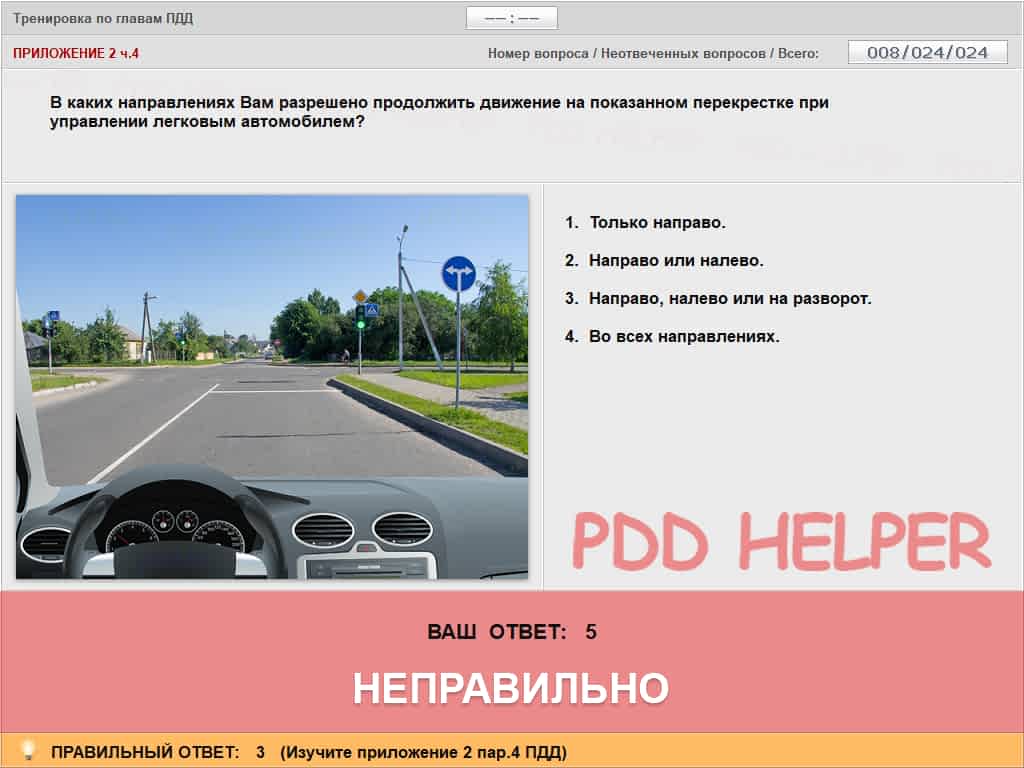 Тренировка по главам ПДД
—— : ——
ПРИЛОЖЕНИЕ 2 ч.4
Номер вопроса / Неотвеченных вопросов / Всего: 008/024/024
В каких направлениях Вам разрешено продолжить движение на показанном перекрестке при
управлении легковым автомобилем?
1. Только направо.
2. Направо или налево.
3. Направо, налево или на разворот.
4. Во всех направлениях.
PDD HELPER
ВАШ ОТВЕТ: 5
НЕПРАВИЛЬНО
ПРАВИЛЬНЫЙ ОТВЕТ: 3 (Изучите приложение 2 пар.4 ПДД)